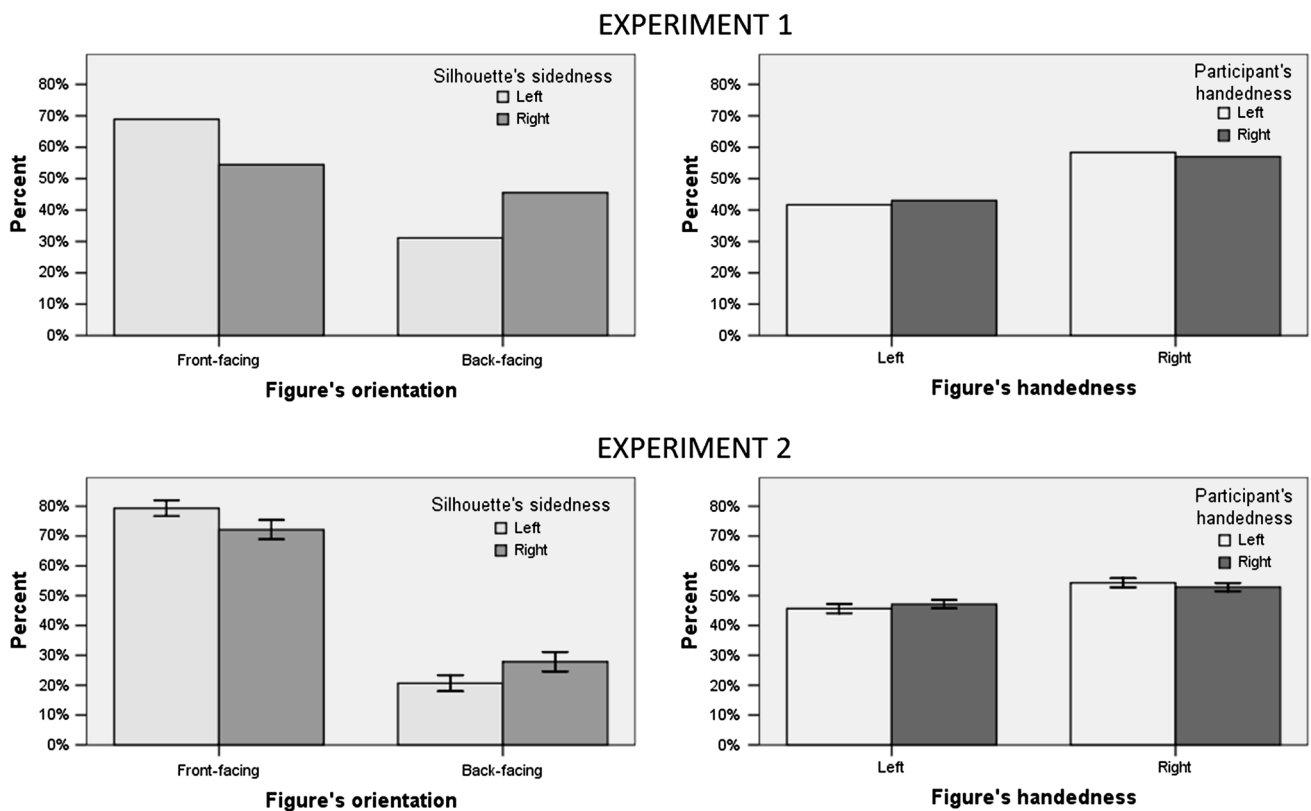 EXPERIMENT 1
Percent
80%
70%
60%
50%
40%
30%
20%
10%
0%
Silhouette's sidedness
Left
Right
Front-facing
Back-facing
Figure's orientation
Percent
80%
70%
60%
50%
40%
30%
20%
10%
0%
Participant's
handedness
Left
Right
Left
Right
Figure's handedness
EXPERIMENT 2
Percent
80%
70%
60%
50%
40%
30%
20%
10%
0%
Silhouette's sidedness
Left
Right
Front-facing
Back-facing
Figure's orientation
Percent
80%
70%
60%
50%
40%
30%
20%
10%
0%
Participant's
handedness
Left
Right
Left
Right
Figure's handedness